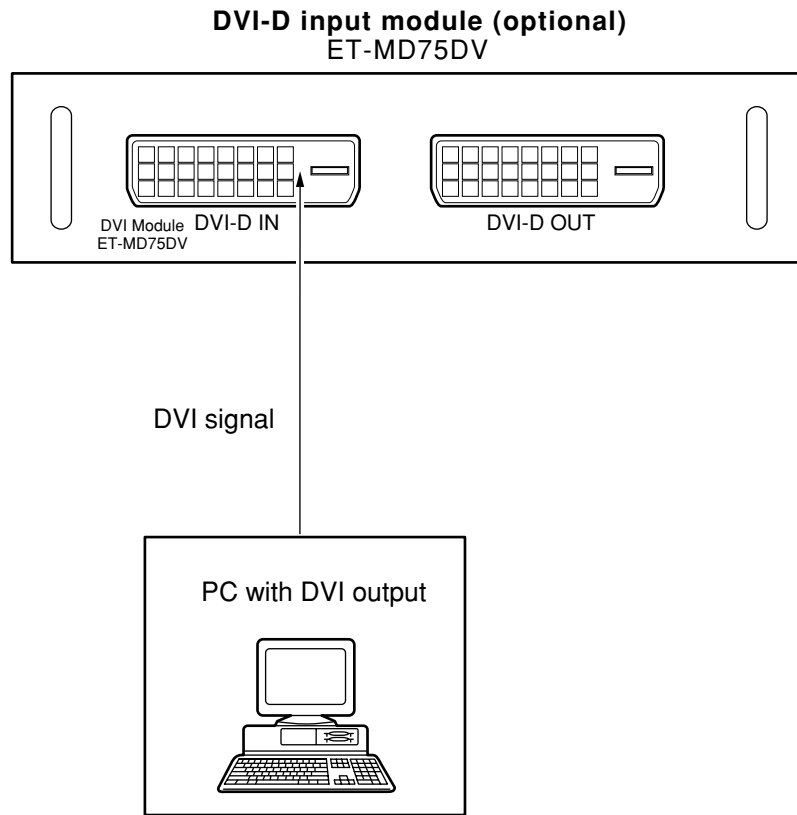 DVI-D input module (optional)
ET-MD75DV
DVI Module
ET-MD75DV
DVI-D IN
DVI-D OUT
DVI signal
PC with DVI output